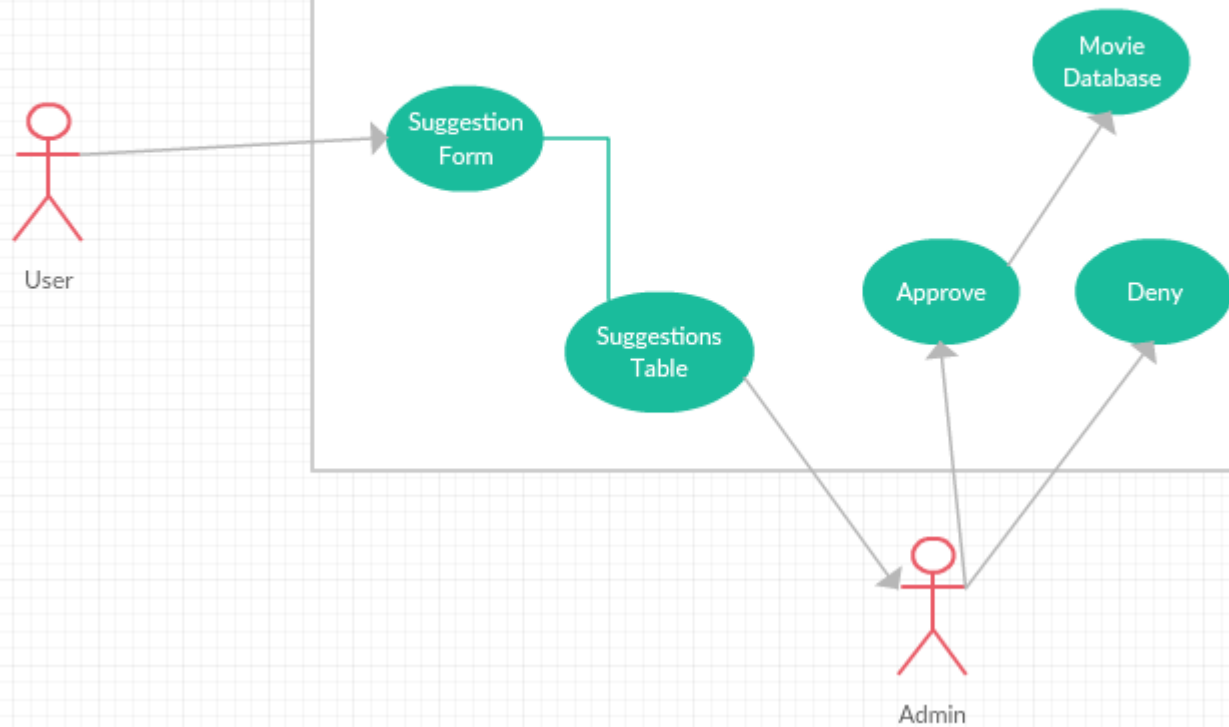 Movie
Database
Suggestion
Form
User
Approve
Deny
Suggestions
Table
Admin